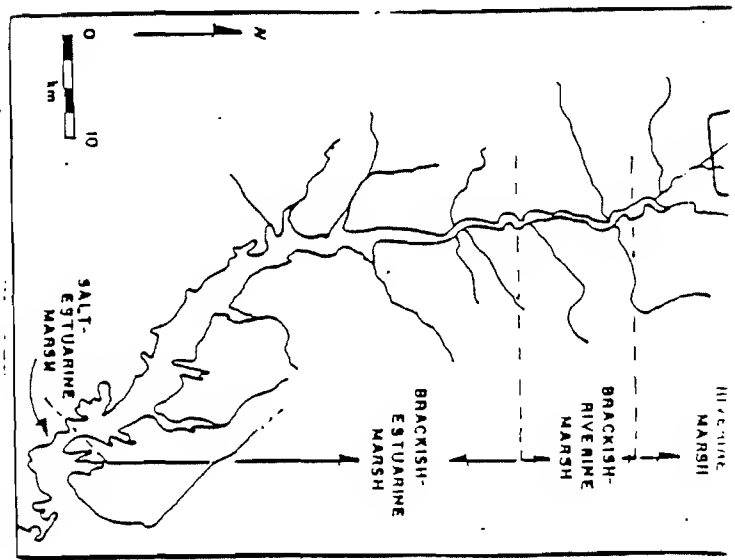 N
0
km
10
MARSH
BRACKISH-
RIVERINE
MARSH
BRACKISH-
ESTUARINE
MARSH
SALT-
ESTUARINE
MARSH